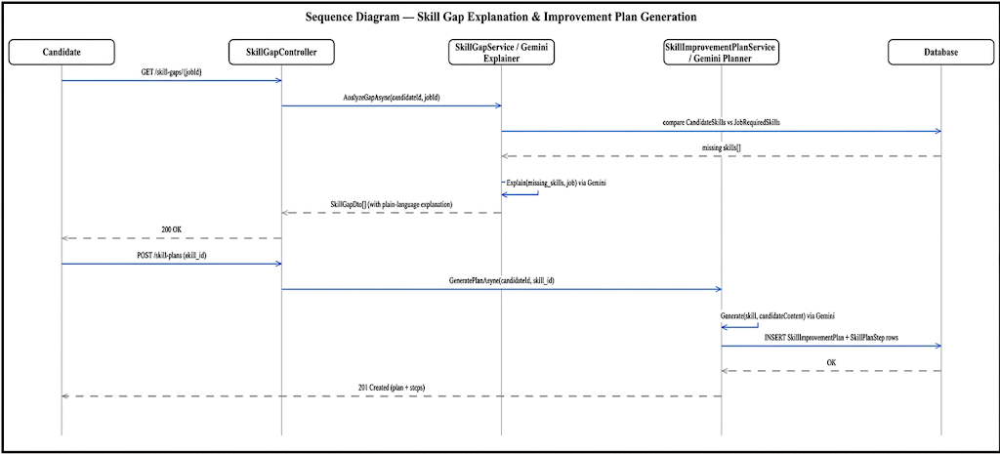 Sequence Diagram — Skill Gap Explanation & Improvement Plan Generation
Candidate
SkillGapController
SkillGapService / Gemini
Explainer
SkillImprovementPlanService
/ Gemini Planner
Database
GET /skill-gaps/{jobId}
AnalyzeGapAsync(candidateId, jobId)
compare CandidateSkills vs JobRequiredSkills
missing skills[]
Explain(missing_skills, job) via Gemini
SkillGapDto[] (with plain-language explanation)
200 OK
POST /skill-plans (skill_id)
GeneratePlanAsync(candidateId, skill_id)
Generate(skill, candidateContent) via Gemini
INSERT SkillImprovementPlan + SkillPlanStep rows
OK
201 Created (plan + steps)